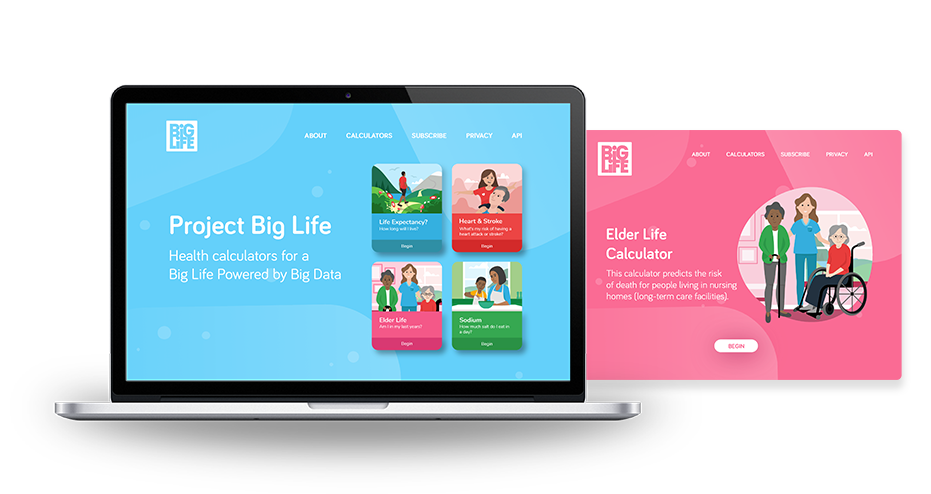 BiG
LiFE
ABOUT
CALCULATORS
SUBSCRIBE
PRIVACY
API
Project Big Life
Health calculators for a
Big Life Powered by Big Data
Life Expectancy?
How long will I live?
Begin
Heart & Stroke
What's my risk of having a
heart attack or stroke?
Begin
Elder Life
Am I in my last years?
Begin
Sodium
How much salt do I eat in
a day?
Begin
BiG
LiFE
ABOUT
CALCULATORS
SUBSCRIBE
PRIVACY
API
Elder Life
Calculator
This calculator predicts the risk
of death for people living in nursing
homes (long-term care facilities).
BEGIN